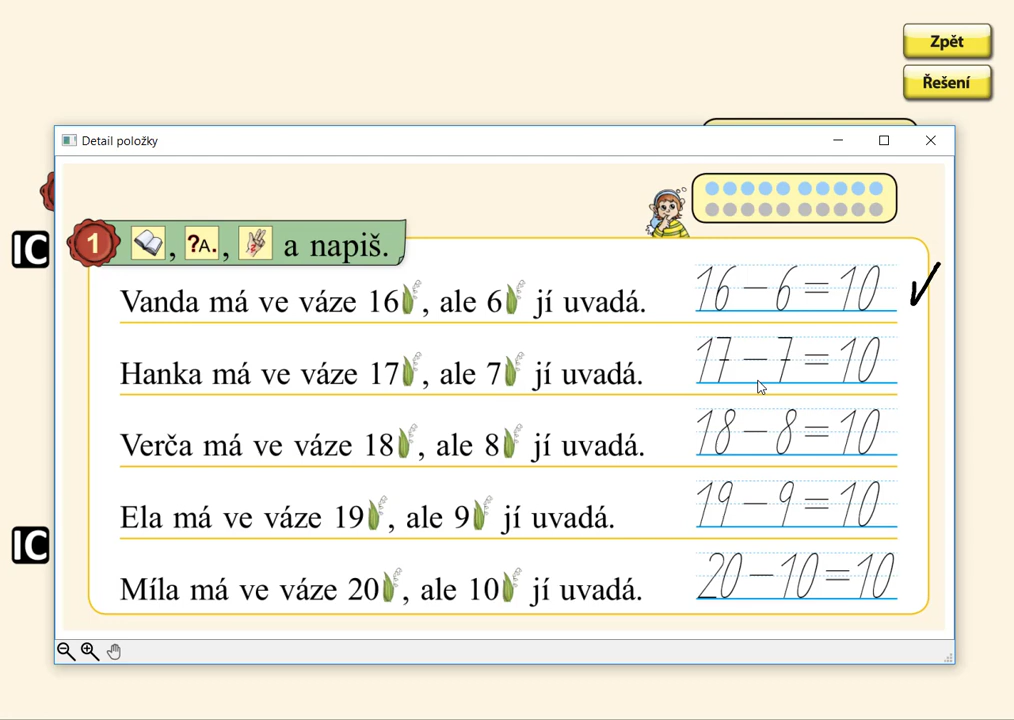 Zpět
Řešení
Detail položky
IC
1 , ?A. , 2 a napiš.
Vanda má ve váze 16 , ale 6 jí uvadá. 16 – 6 = 10 ✓
Hanka má ve váze 17 , ale 7 jí uvadá. 17 – 7 = 10
Verča má ve váze 18 , ale 8 jí uvadá. 18 – 8 = 10
Ela má ve váze 19 , ale 9 jí uvadá. 19 – 9 = 10
IC
Míla má ve váze 20 , ale 10 jí uvadá. 20 – 10 = 10